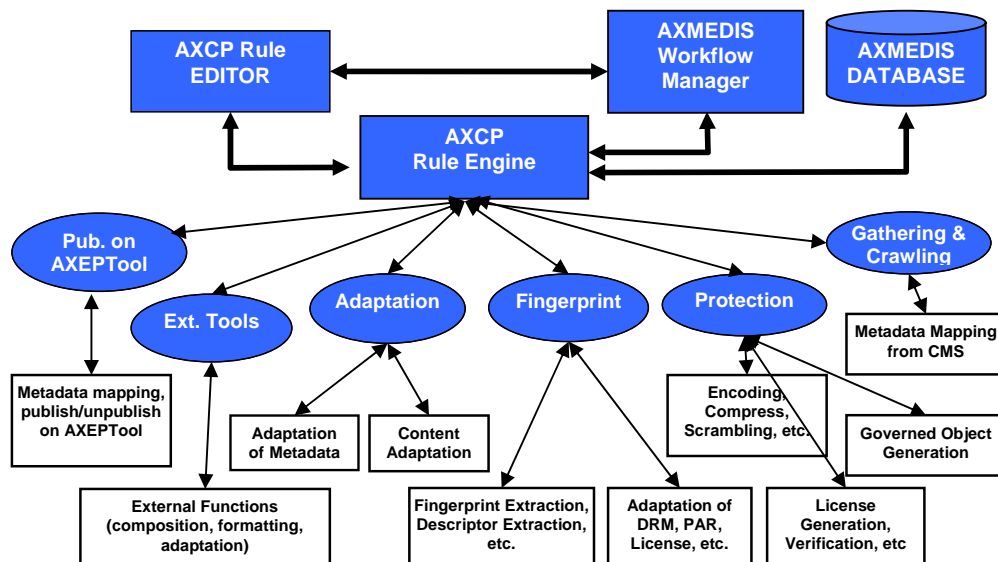 AXCP Rule
EDITOR
AXMEDIS
Workflow
Manager
AXMEDIS
DATABASE
AXCP
Rule Engine
Pub. on
AXEPTool
Ext. Tools
Adaptation
Fingerprint
Protection
Gathering &
Crawling
Metadata Mapping
from CMS
Metadata mapping,
publish/unpublish
on AXEPTool
Adaptation
of Metadata
Content
Adaptation
Encoding,
Compress,
Scrambling, etc.
Governed Object
Generation
External Functions
(composition, formatting,
adaptation)
Fingerprint Extraction,
Descriptor Extraction,
etc.
Adaptation of
DRM, PAR,
License, etc.
License
Generation,
Verification, etc